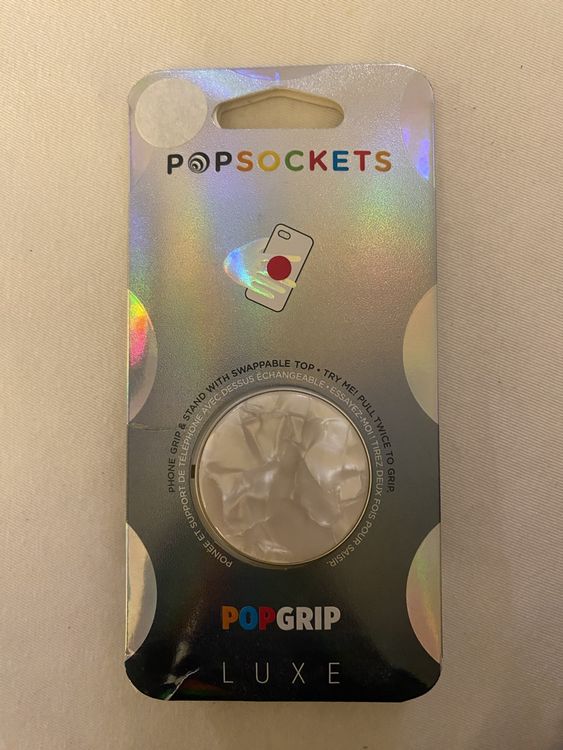 POPSOCKETS
PHONE GRIP & STAND WITH SWAPPABLE TOP • TRY ME! PULL TWICE TO GRIP.
POINÉE ET SUPPORT DE TÉLÉPHONE AVEC DESSUS ÉCHANGEABLE • ESSAYEZ-MOI! TIREZ DEUX FOIS POUR SAISIR.
POPGRIP
LUXE